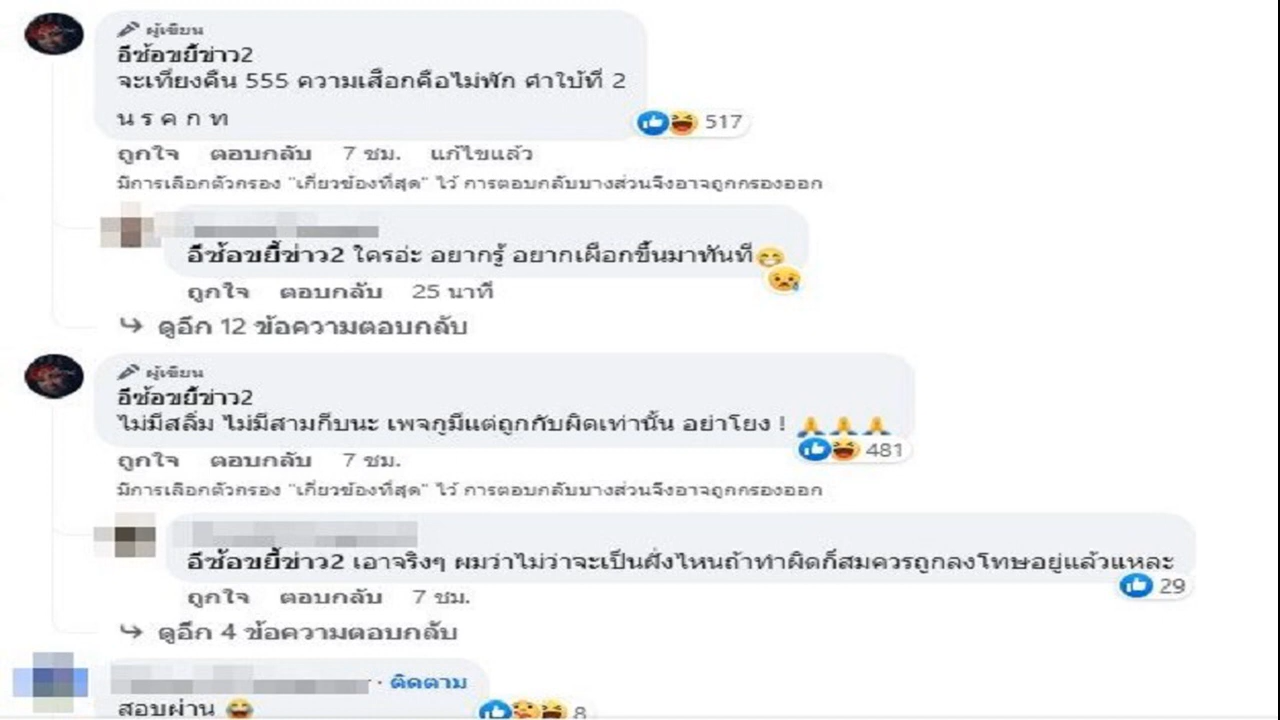 ผู้เขียน
อีซ้อขยี้ข่าว2
จะเที่ยงคืน 555 ความเสือกคือไม่พัก คำใบ้ที่ 2
น ร ค ก ท
517
ถูกใจ ตอบกลับ 7 ชม. แก้ไขแล้ว
มีการเลือกตัวกรอง "เกี่ยวข้องที่สุด" ไว้ การตอบกลับบางส่วนจึงอาจถูกกรองออก
อีซ้อขยี้ข่าว2 ใครอ่ะ อยากรู้ อยากเผือกขึ้นมาทันที😁
ถูกใจ ตอบกลับ 25 นาที
ดูอีก 12 ข้อความตอบกลับ
ผู้เขียน
อีซ้อขยี้ข่าว2
ไม่มีสลิ่ม ไม่มีสามกีบนะ เพจกูมีแต่ถูกกับผิดเท่านั้น อย่าโยง ! 🙏🙏🙏
481
ถูกใจ ตอบกลับ 7 ชม.
มีการเลือกตัวกรอง "เกี่ยวข้องที่สุด" ไว้ การตอบกลับบางส่วนจึงอาจถูกกรองออก
อีซ้อขยี้ข่าว2 เอาจริงๆ ผมว่าไม่ว่าจะเป็นฝั่งไหนถ้าทำผิดก็สมควรถูกลงโทษอยู่แล้วแหละ
29
ถูกใจ ตอบกลับ 7 ชม.
ดูอีก 4 ข้อความตอบกลับ
· ติดตาม
สอบผ่าน 😂
8